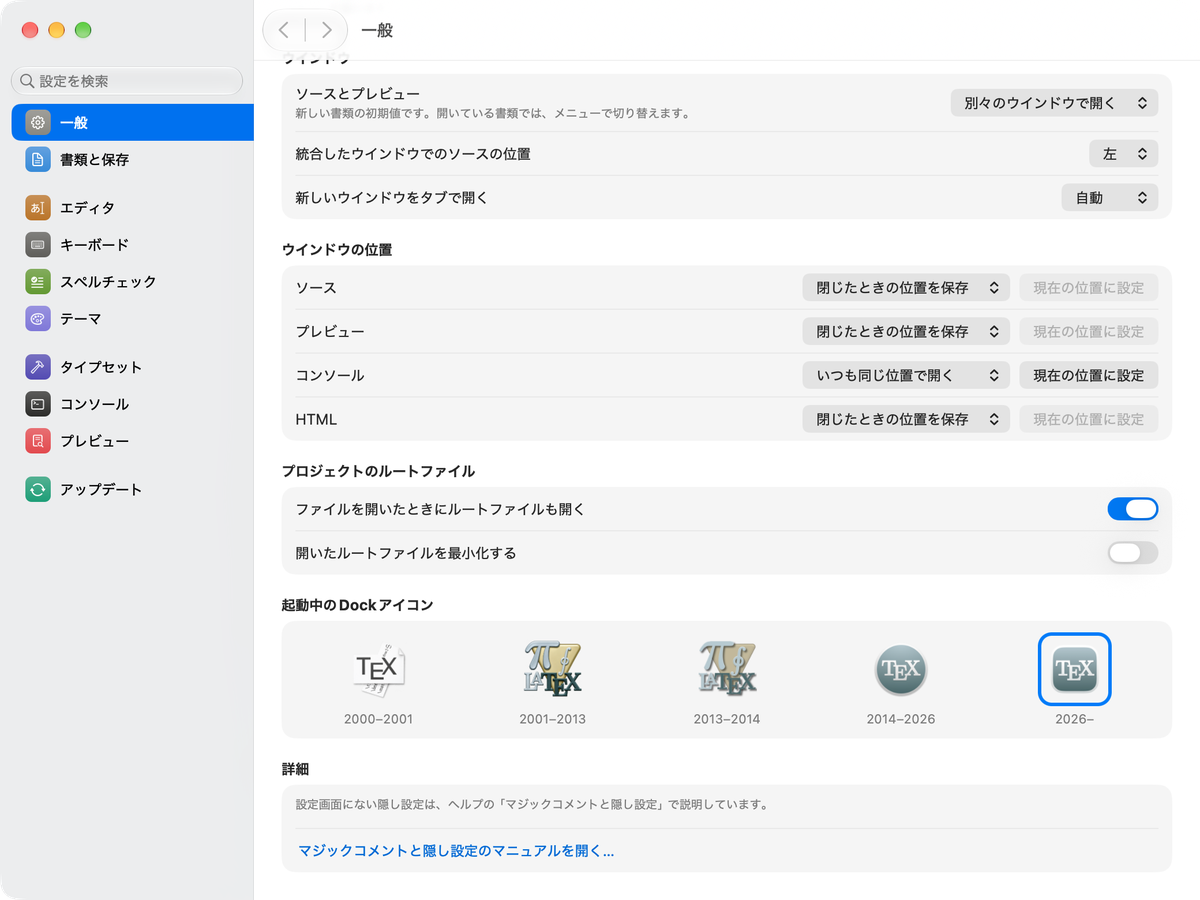 一般
設定を検索
一般
書類と保存
エディタ
キーボード
スペルチェック
テーマ
タイプセット
コンソール
プレビュー
アップデート
ウインドウ
ソースとプレビュー
別々のウインドウで開く
新しい書類の初期値です。開いている書類では、メニューで切り替えます。
統合したウインドウでのソースの位置
左
新しいウインドウをタブで開く
自動
ウインドウの位置
ソース
閉じたときの位置を保存
現在の位置に設定
プレビュー
閉じたときの位置を保存
現在の位置に設定
コンソール
いつも同じ位置で開く
現在の位置に設定
HTML
閉じたときの位置を保存
現在の位置に設定
プロジェクトのルートファイル
ファイルを開いたときにルートファイルも開く
開いたルートファイルを最小化する
起動中のDockアイコン
TEX
π∮
LATEX
π∮
LATEX
TEX
TEX
2000–2001
2001–2013
2013–2014
2014–2026
2026–
詳細
設定画面にない隠し設定は、ヘルプの「マジックコメントと隠し設定」で説明しています。
マジックコメントと隠し設定のマニュアルを開く...